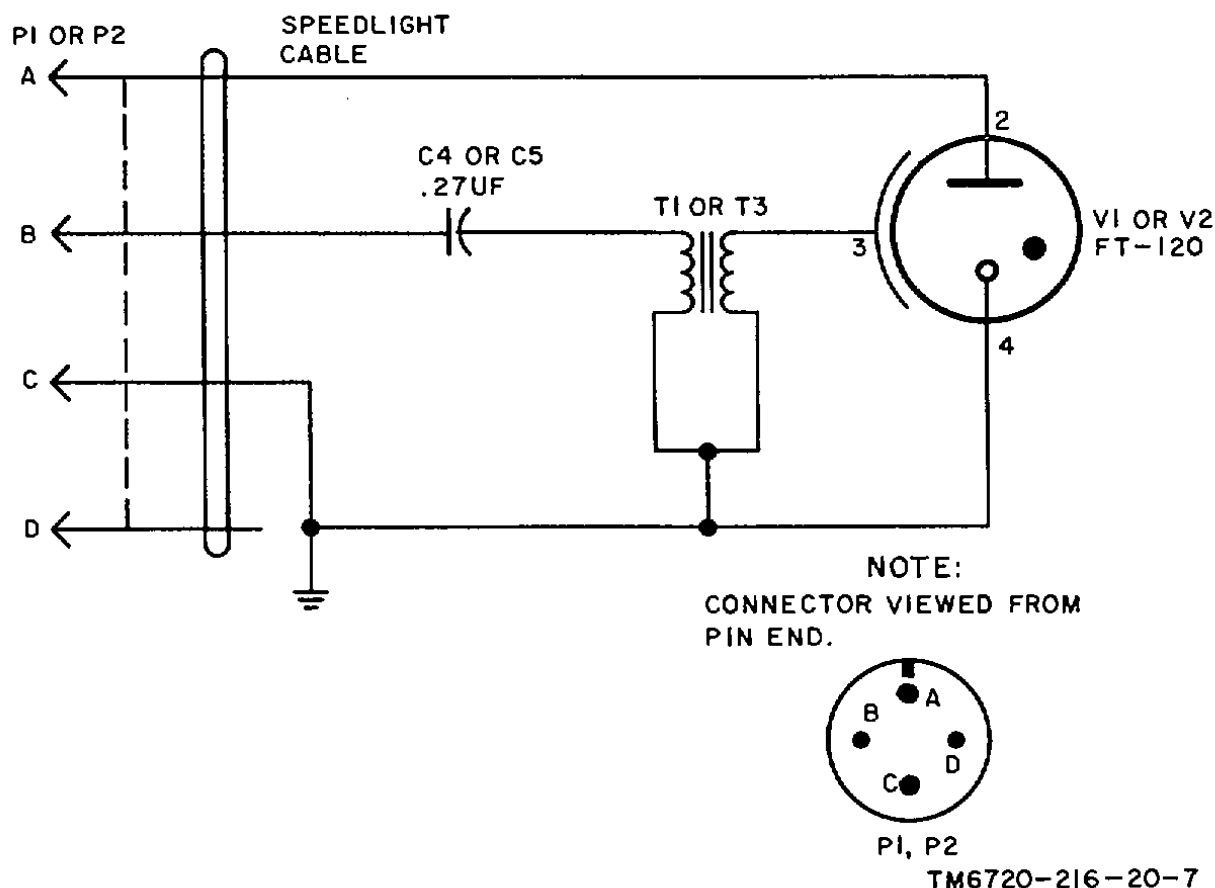 P1 OR P2
SPEEDLIGHT
CABLE
A
2
C4 OR C5
.27UF
T1 OR T3
B
3
V1 OR V2
FT-120
4
C
D
NOTE:
CONNECTOR VIEWED FROM
PIN END.
A
B
D
C
P1, P2
TM6720-216-20-7